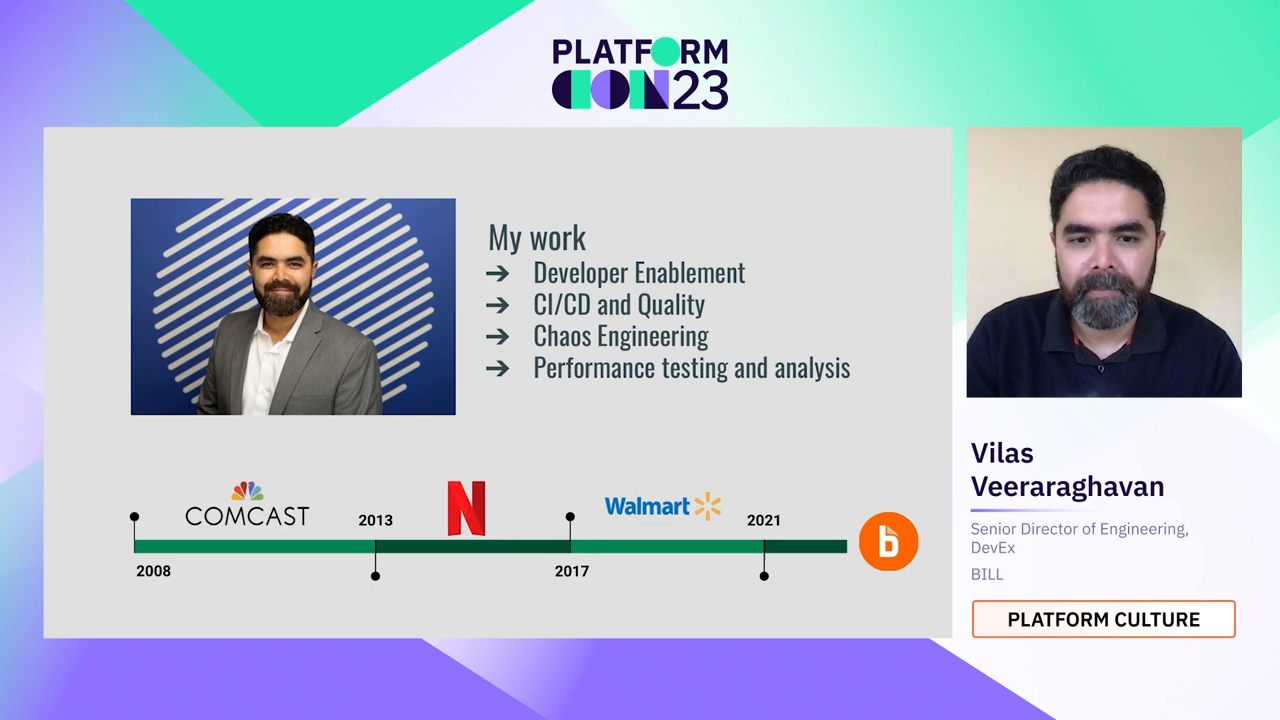 PLATFORM
CON23
My work
→ Developer Enablement
→ CI/CD and Quality
→ Chaos Engineering
→ Performance testing and analysis
COMCAST
2013
N
Walmart
2021
b
2008
2017
Vilas
Veeraraghavan
Senior Director of Engineering,
DevEx
BILL
PLATFORM CULTURE